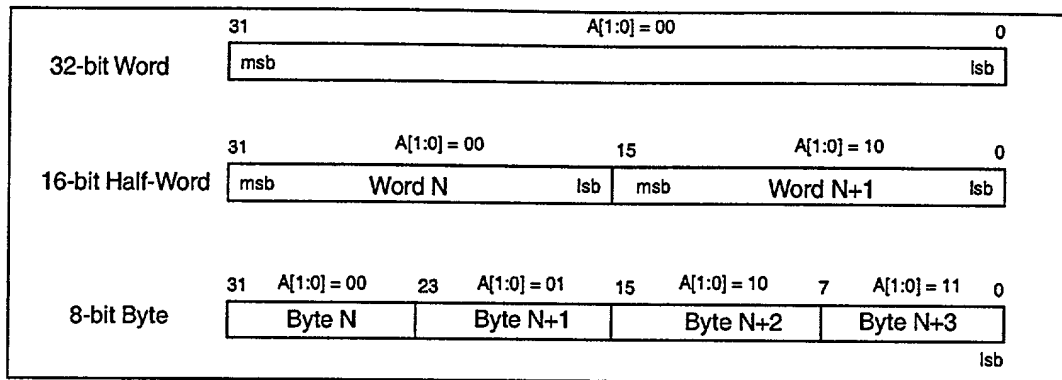 31 A[1:0] = 00 0
32-bit Word msb lsb
31 A[1:0] = 00 15 A[1:0] = 10 0
16-bit Half-Word msb Word N lsb msb Word N+1 lsb
31 A[1:0] = 00 23 A[1:0] = 01 15 A[1:0] = 10 7 A[1:0] = 11 0
8-bit Byte Byte N Byte N+1 Byte N+2 Byte N+3
lsb